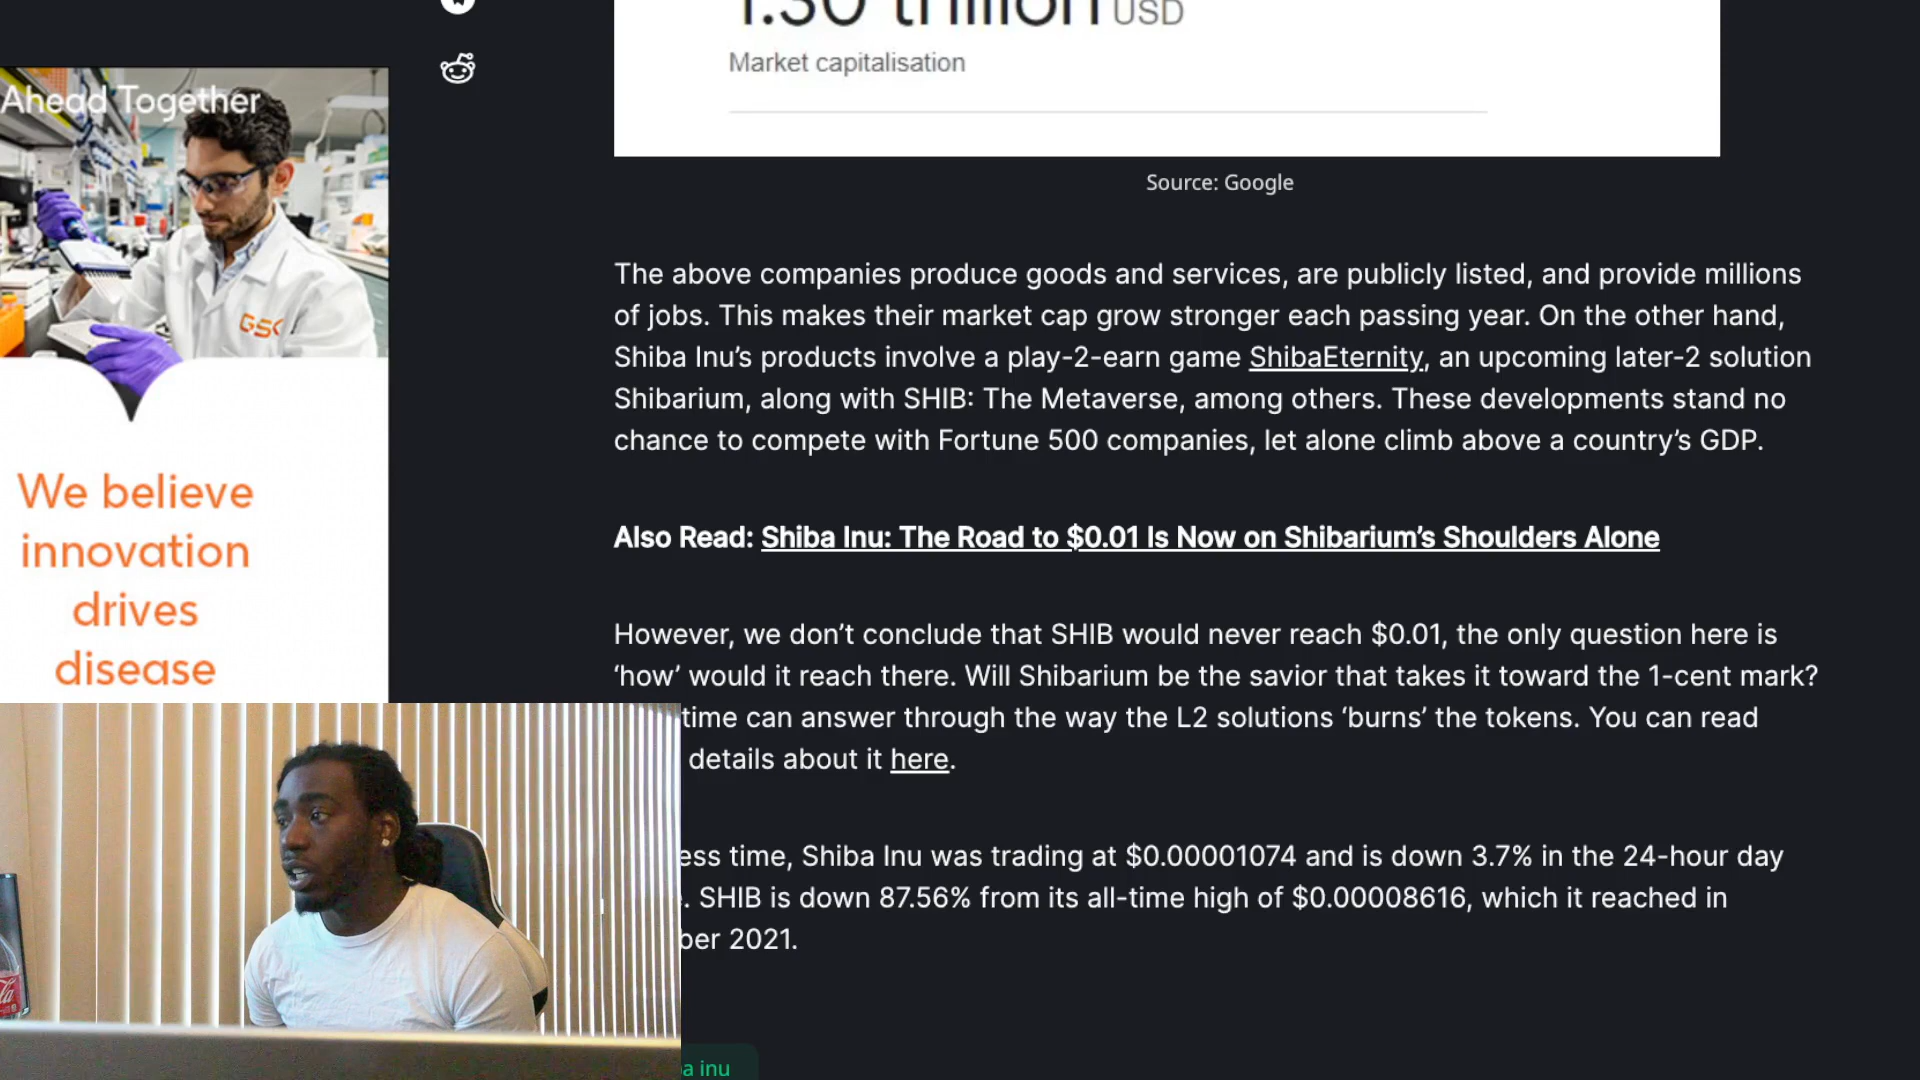 1.30 trillion USD
Market capitalisation
Source: Google
Ahead Together
GSK
We believe
innovation
drives
disease
The above companies produce goods and services, are publicly listed, and provide millions
of jobs. This makes their market cap grow stronger each passing year. On the other hand,
Shiba Inu’s products involve a play-2-earn game ShibaEternity, an upcoming later-2 solution
Shibarium, along with SHIB: The Metaverse, among others. These developments stand no
chance to compete with Fortune 500 companies, let alone climb above a country’s GDP.
Also Read: Shiba Inu: The Road to $0.01 Is Now on Shibarium’s Shoulders Alone
However, we don’t conclude that SHIB would never reach $0.01, the only question here is
‘how’ would it reach there. Will Shibarium be the savior that takes it toward the 1-cent mark?
time can answer through the way the L2 solutions ‘burns’ the tokens. You can read
details about it here.
ess time, Shiba Inu was trading at $0.00001074 and is down 3.7% in the 24-hour day
. SHIB is down 87.56% from its all-time high of $0.00008616, which it reached in
ber 2021.
a inu